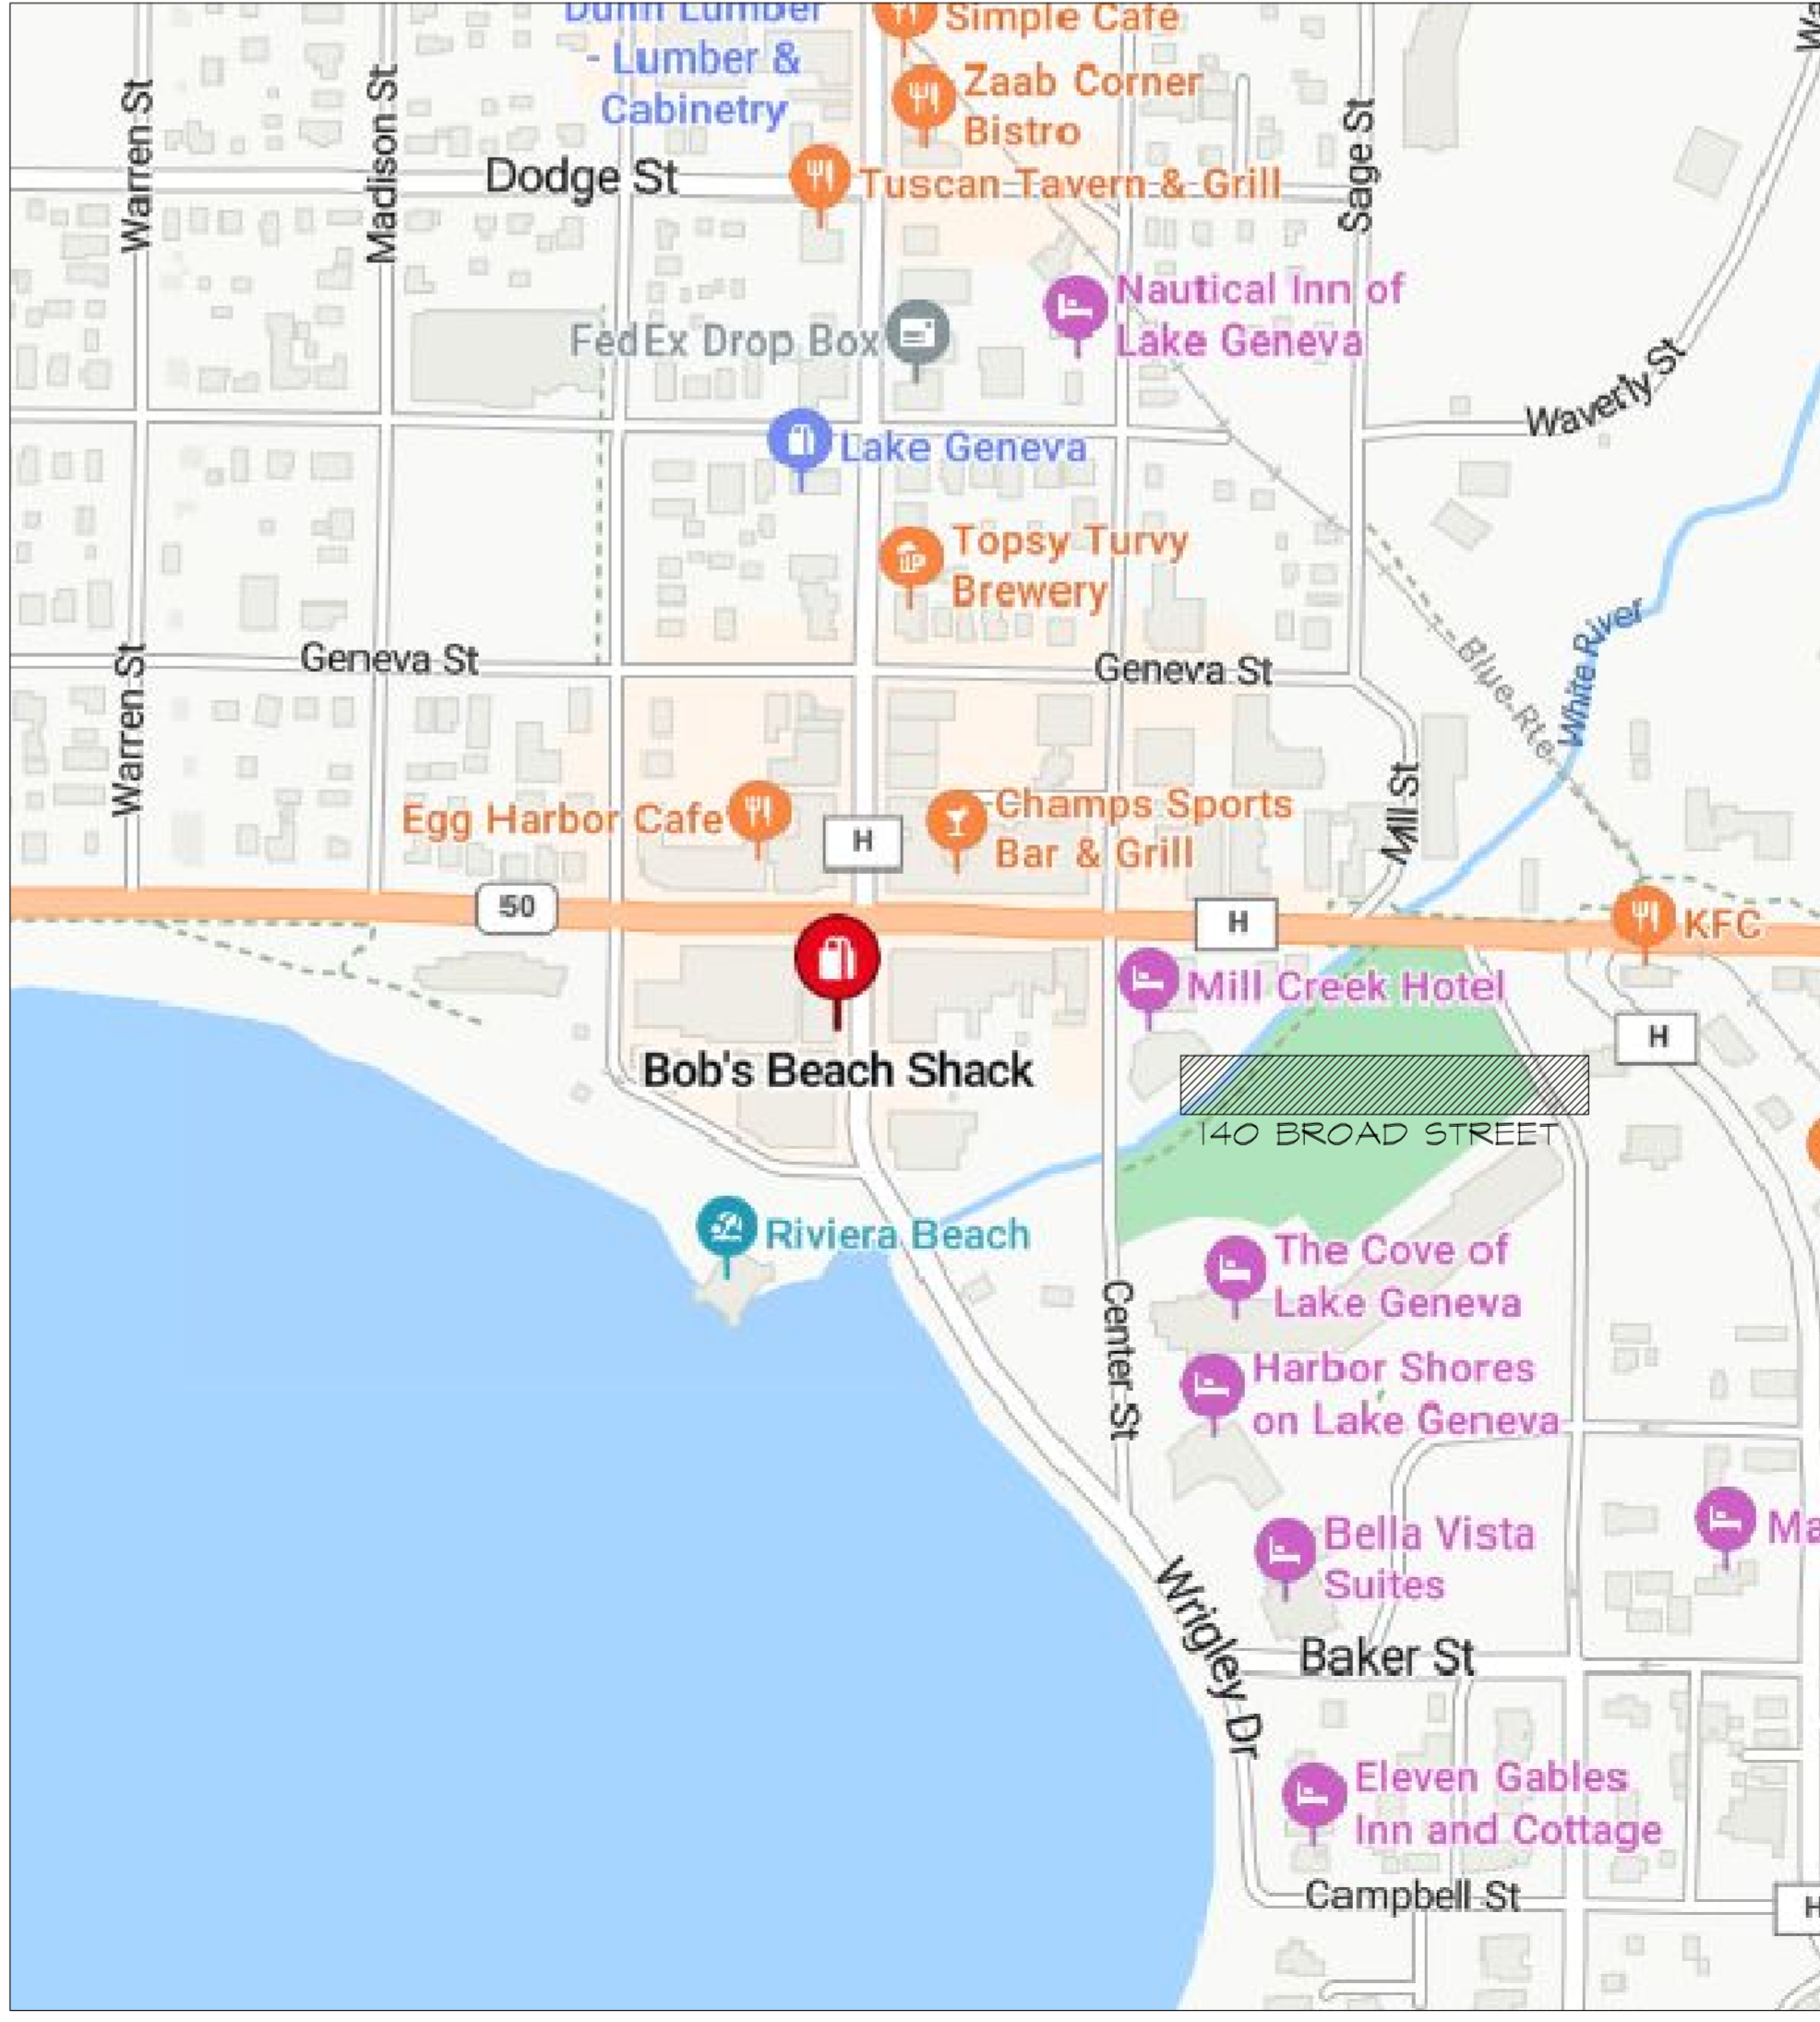 Dunn Lumber
- Lumber &
Cabinetry
Simple Cafe
Zaab Corner
Bistro
Warren St
Madison St
Dodge St
Tuscan Tavern & Grill
Sage St
Nautical Inn of
Lake Geneva
FedEx Drop Box
Waverly St
Lake Geneva
Topsy Turvy
Brewery
White River
Blue Rte
Geneva St
Geneva St
Warren St
Mill St
Egg Harbor Cafe
H
Champs Sports
Bar & Grill
50
H
KFC
Mill Creek Hotel
H
Bob's Beach Shack
140 BROAD STREET
Riviera Beach
The Cove of
Lake Geneva
Center St
Harbor Shores
on Lake Geneva
Bella Vista
Suites
Ma
Wrigley Dr
Baker St
Eleven Gables
Inn and Cottage
Campbell St
H